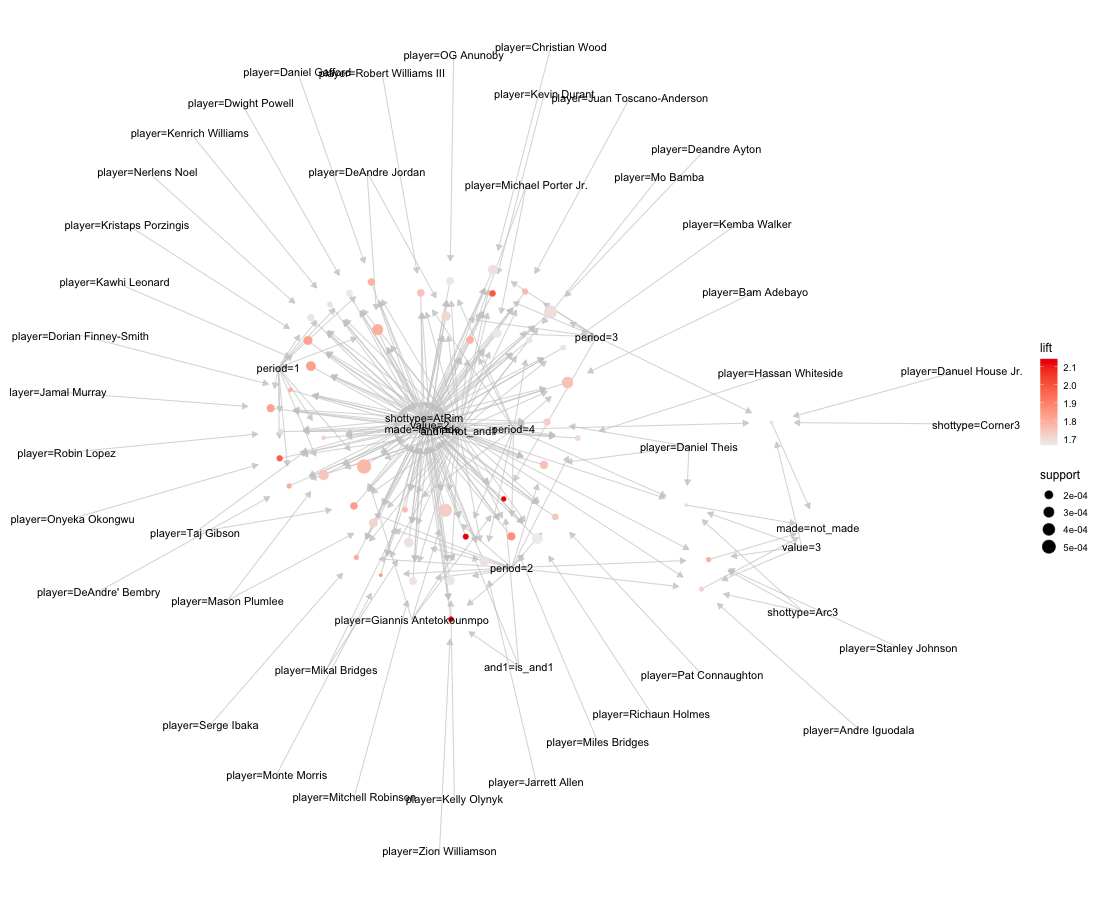 player=Christian Wood
player=OG Anunoby
player=Daniel Gafford
player=Robert Williams III
player=Kevin Durant
player=Juan Toscano-Anderson
player=Dwight Powell
player=Kenrich Williams
player=Deandre Ayton
player=Nerlens Noel
player=DeAndre Jordan
player=Mo Bamba
player=Michael Porter Jr.
player=Kristaps Porzingis
player=Kemba Walker
player=Kawhi Leonard
player=Bam Adebayo
player=Dorian Finney-Smith
period=3
period=1
player=Hassan Whiteside
player=Danuel House Jr.
layer=Jamal Murray
shottype=AtRim
value=2
and1=not_and1
period=4
shottype=Corner3
player=Daniel Theis
player=Robin Lopez
player=Onyeka Okongwu
player=Taj Gibson
made=not_made
value=3
period=2
player=DeAndre' Bembry
player=Mason Plumlee
shottype=Arc3
player=Giannis Antetokounmpo
player=Stanley Johnson
player=Mikal Bridges
and1=is_and1
player=Pat Connaughton
player=Richaun Holmes
player=Serge Ibaka
player=Andre Iguodala
player=Miles Bridges
player=Monte Morris
player=Jarrett Allen
player=Mitchell Robinson
player=Kelly Olynyk
player=Zion Williamson
lift
2.1
2.0
1.9
1.8
1.7
support
2e-04
3e-04
4e-04
5e-04